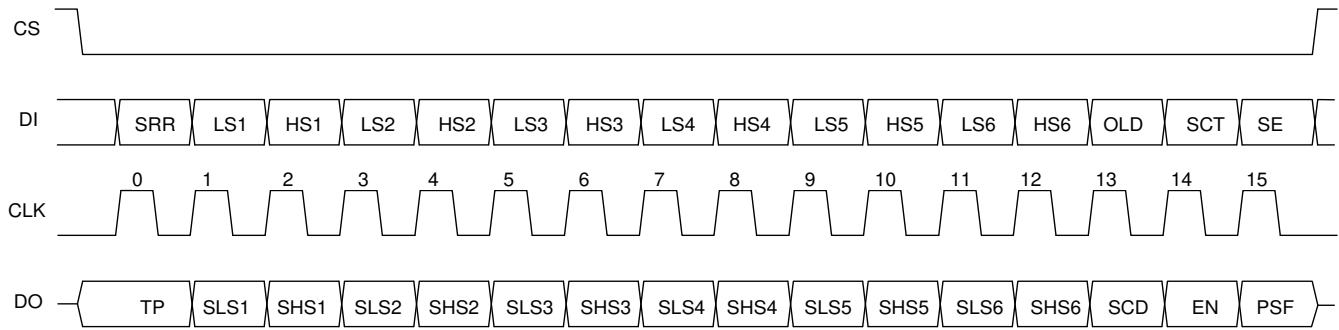 CS
DI SRR LS1 HS1 LS2 HS2 LS3 HS3 LS4 HS4 LS5 HS5 LS6 HS6 OLD SCT SE
0 1 2 3 4 5 6 7 8 9 10 11 12 13 14 15
CLK
DO TP SLS1 SHS1 SLS2 SHS2 SLS3 SHS3 SLS4 SHS4 SLS5 SHS5 SLS6 SHS6 SCD EN PSF